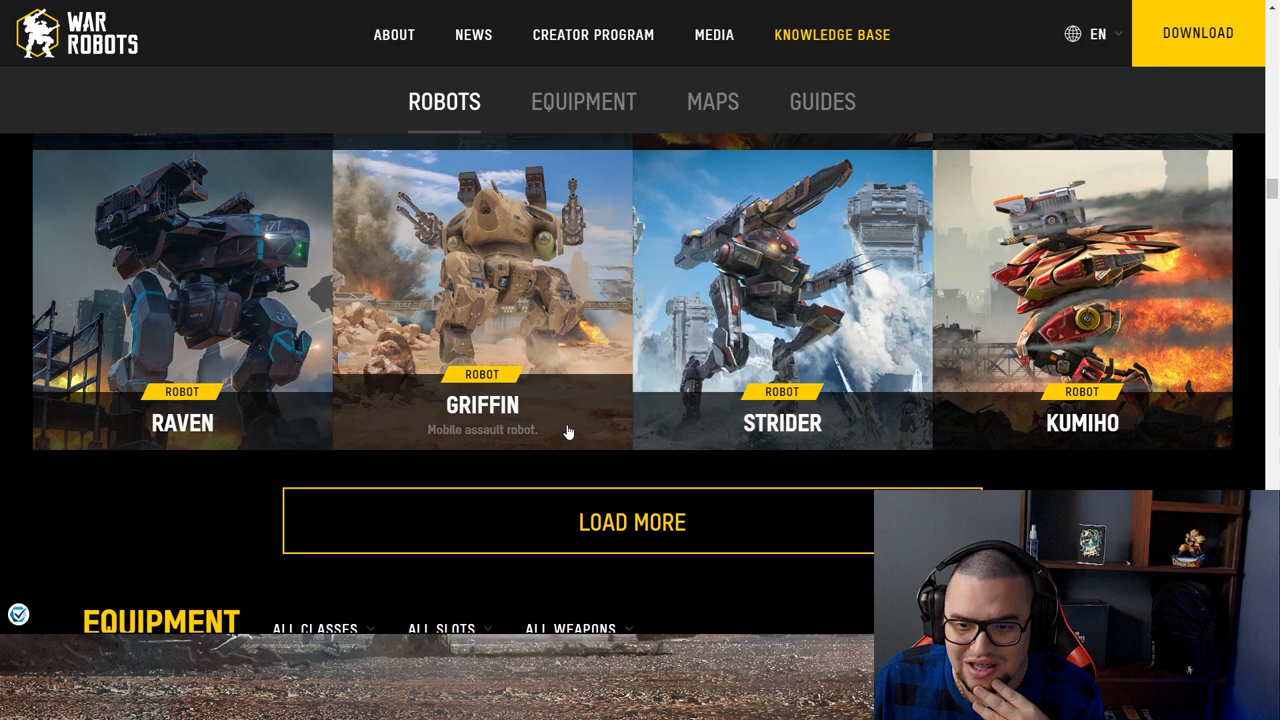 WAR
ROBOTS
ABOUT
NEWS
CREATOR PROGRAM
MEDIA
KNOWLEDGE BASE
EN
DOWNLOAD
ROBOTS
EQUIPMENT
MAPS
GUIDES
ROBOT
RAVEN
ROBOT
GRIFFIN
Mobile assault robot.
ROBOT
STRIDER
ROBOT
KUMIHO
LOAD MORE
EQUIPMENT
ALL CLASSES
ALL SLOTS
ALL WEAPONS